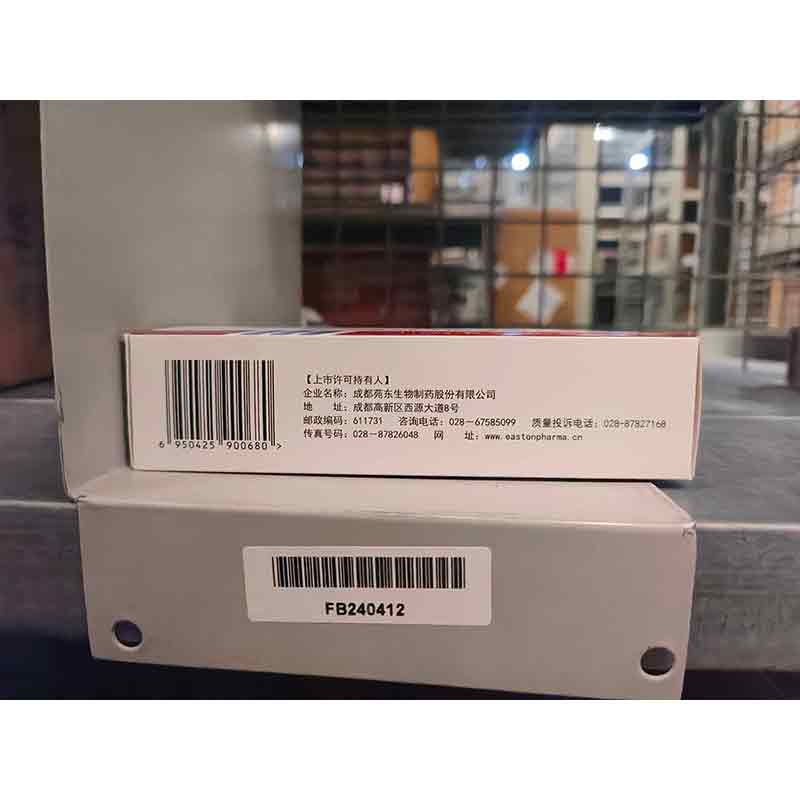 【上市许可持有人】
企业名称：成都苑东生物制药股份有限公司
地 址：成都高新区西源大道8号
邮政编码：611731 咨询电话：028-67585099 质量投诉电话：028-87827168
传真号码：028-87826048 网 址：www.eastonpharma.cn
6 950425 900680 >
FB240412